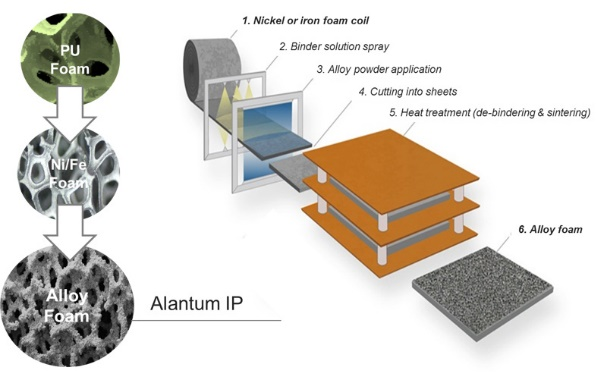 PU
Foam
Ni/Fe
Foam
Alloy
Foam
Alantum IP
1. Nickel or iron foam coil
2. Binder solution spray
3. Alloy powder application
4. Cutting into sheets
5. Heat treatment (de-bindering & sintering)
6. Alloy foam